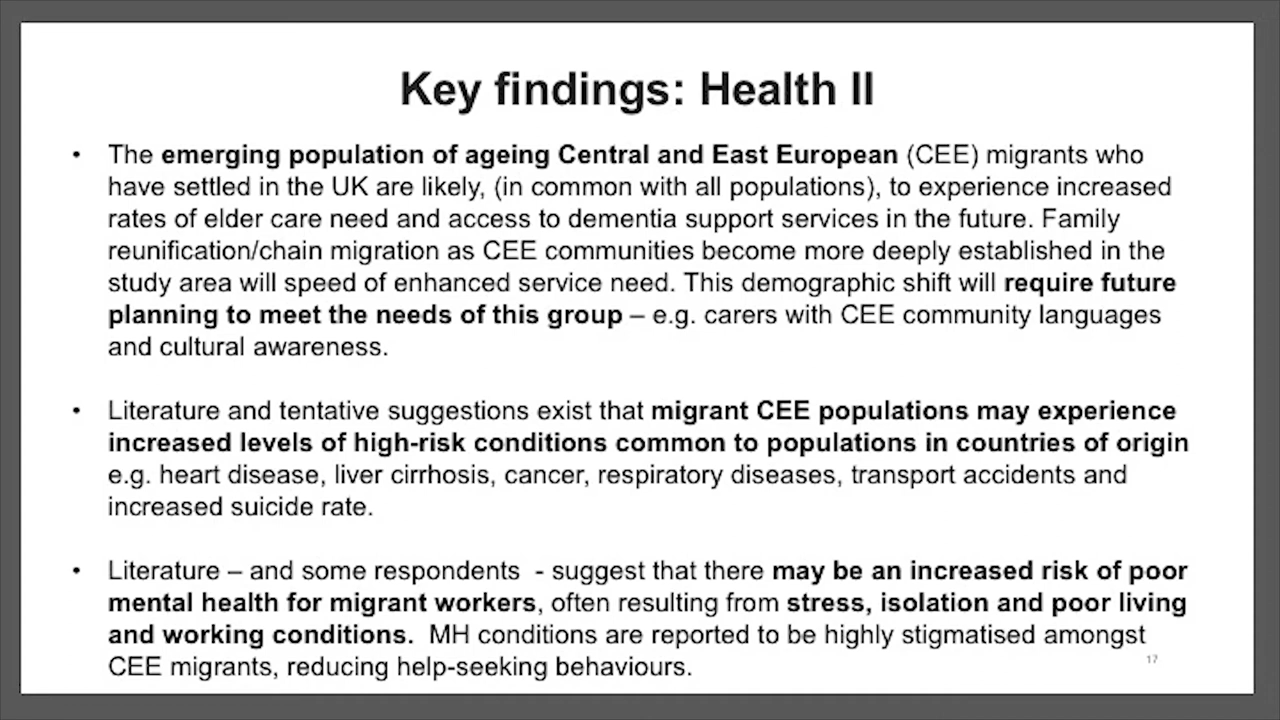 Key findings: Health II
• The emerging population of ageing Central and East European (CEE) migrants who
have settled in the UK are likely, (in common with all populations), to experience increased
rates of elder care need and access to dementia support services in the future. Family
reunification/chain migration as CEE communities become more deeply established in the
study area will speed of enhanced service need. This demographic shift will require future
planning to meet the needs of this group – e.g. carers with CEE community languages
and cultural awareness.
• Literature and tentative suggestions exist that migrant CEE populations may experience
increased levels of high-risk conditions common to populations in countries of origin
e.g. heart disease, liver cirrhosis, cancer, respiratory diseases, transport accidents and
increased suicide rate.
• Literature – and some respondents - suggest that there may be an increased risk of poor
mental health for migrant workers, often resulting from stress, isolation and poor living
and working conditions. MH conditions are reported to be highly stigmatised amongst
CEE migrants, reducing help-seeking behaviours.
17